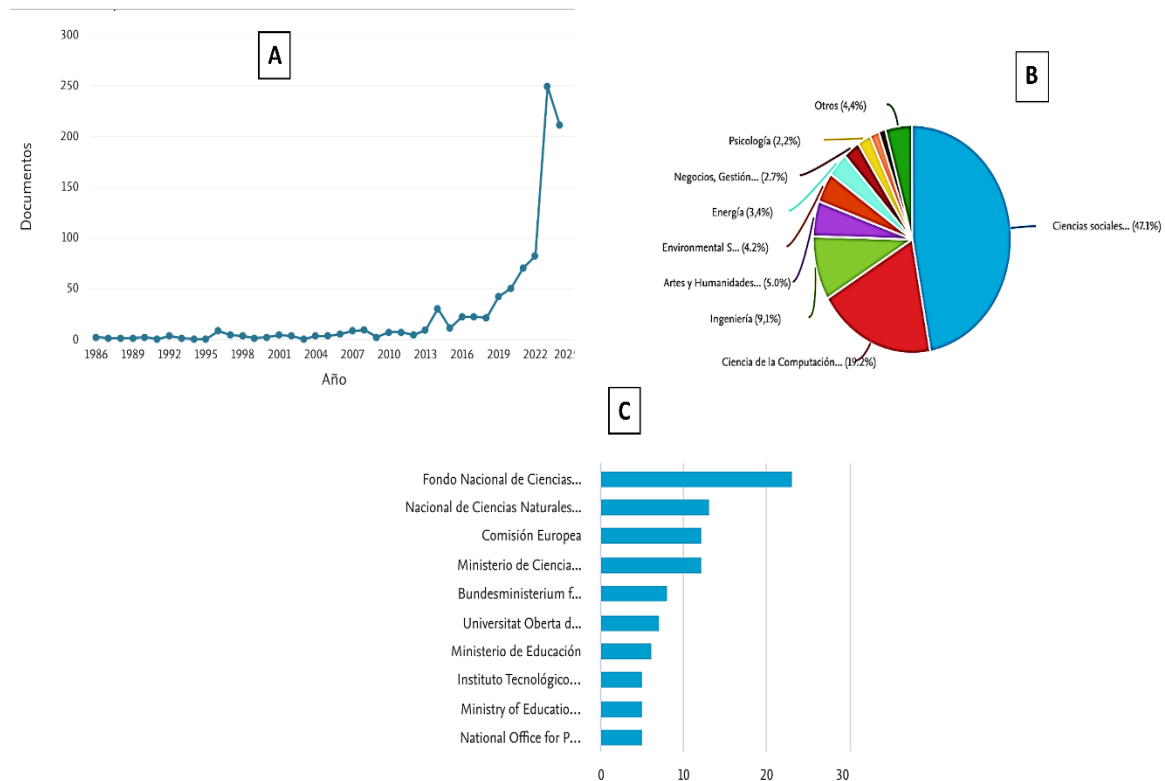 A
300
250
200
150
100
50
0
Documentos
1986 1989 1992 1995 1998 2001 2004 2007 2010 2013 2016 2019 2022 2025
Año
B
Otros (4,4%)
Psicología (2,2%)
Negocios, Gestión... (2.7%)
Energía (3,4%)
Environmental S... (4.2%)
Artes y Humanidades... (5.0%)
Ingeniería (9,1%)
Ciencia de la Computación... (19.2%)
Ciencias sociales... (47.1%)
C
Fondo Nacional de Ciencias...
Nacional de Ciencias Naturales...
Comisión Europea
Ministerio de Ciencia...
Bundesministerium f...
Universitat Oberta d...
Ministerio de Educación
Instituto Tecnológico...
Ministry of Educatio...
National Office for P...
0 10 20 30